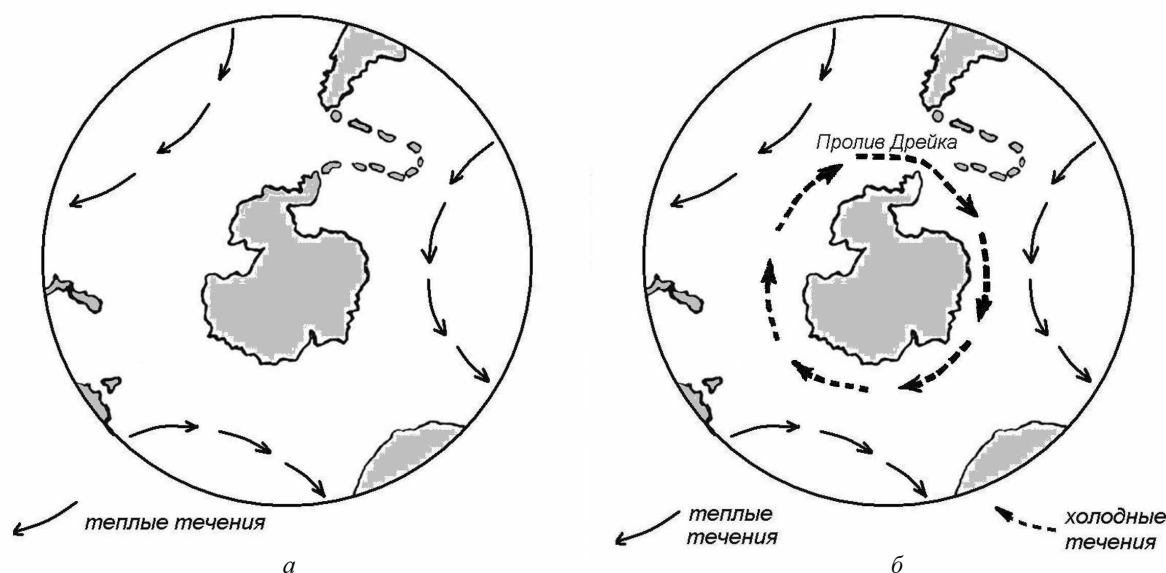 Пролив Дрейка
теплые течения
теплые
течения
холодные
течения
а
б